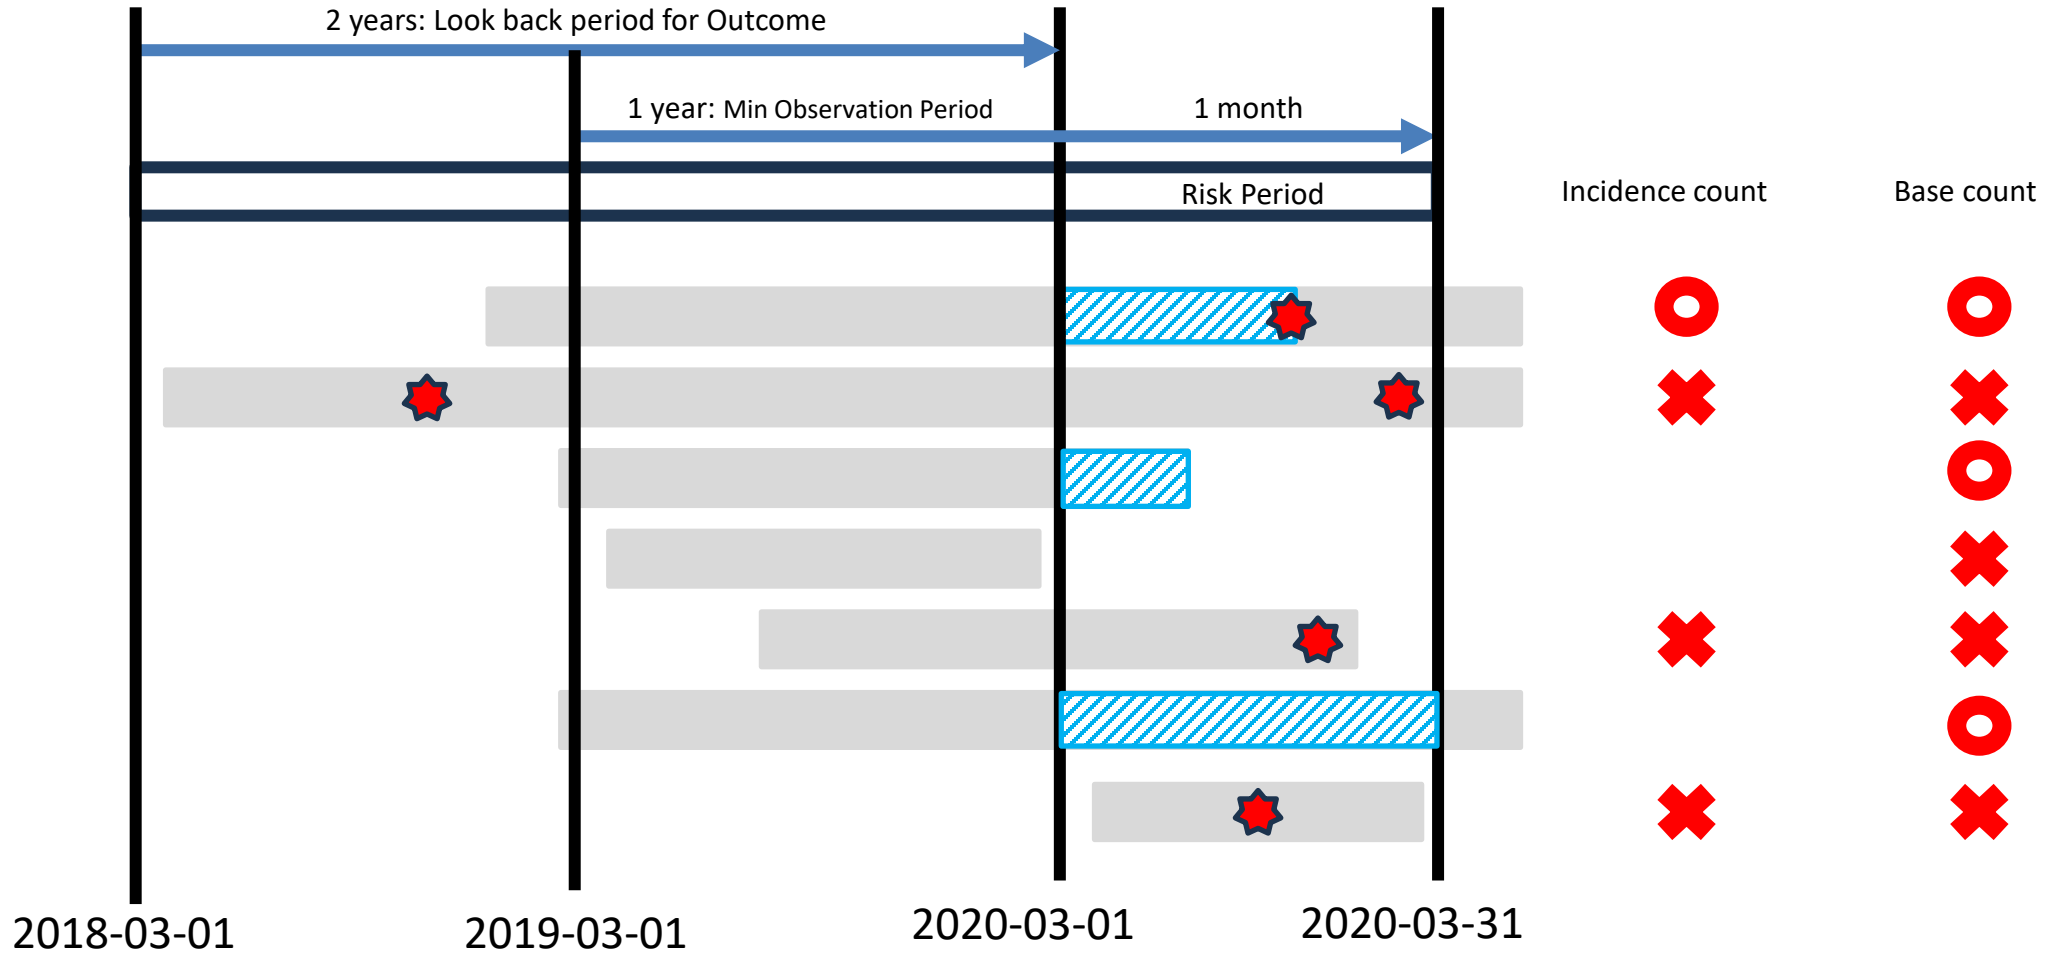 2 years: Look back period for Outcome
1 year: Min Observation Period
1 month
Risk Period
Incidence count
Base count
2018-03-01
2019-03-01
2020-03-01
2020-03-31